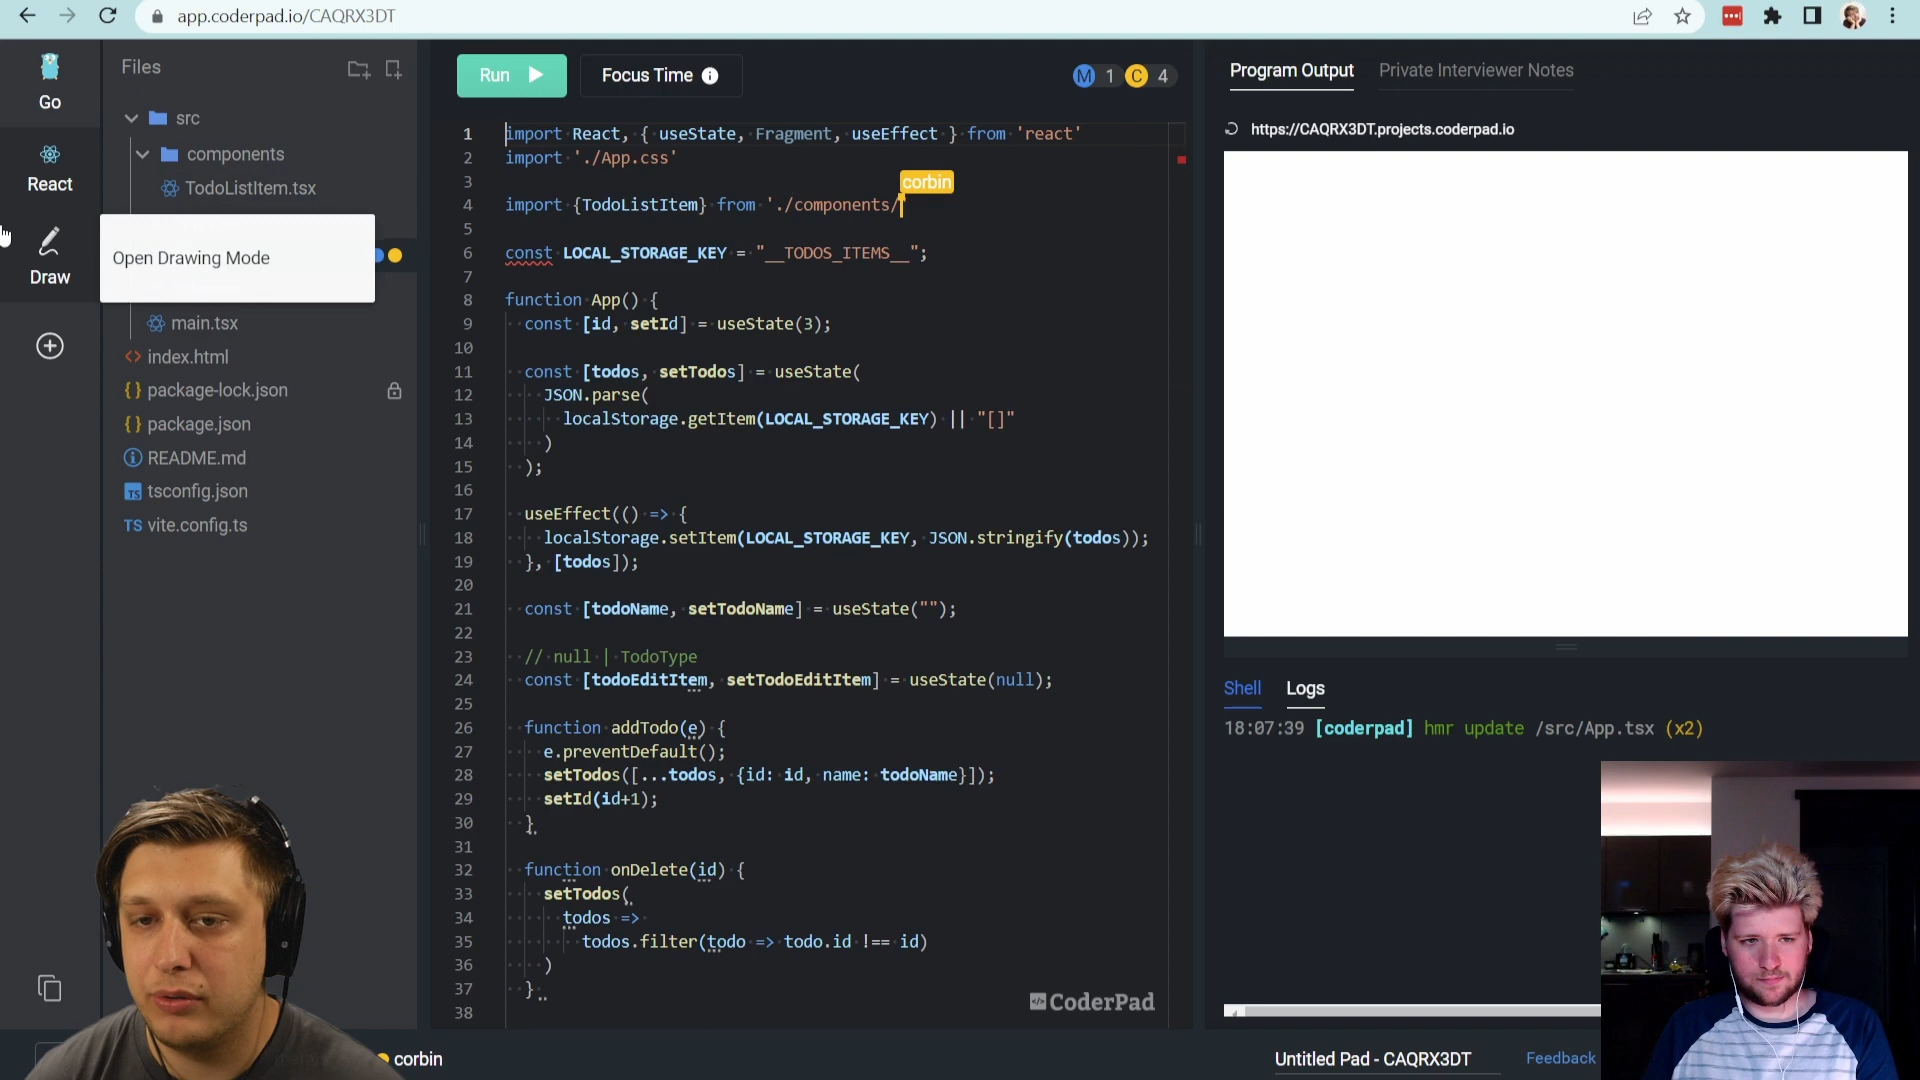 app.coderpad.io/CAQRX3DT
Go
React
Draw
Open Drawing Mode
Files
src
components
TodoListItem.tsx
main.tsx
index.html
package-lock.json
package.json
README.md
TS tsconfig.json
TS vite.config.ts
Run
Focus Time
M 1 C 4
1 import React, { useState, Fragment, useEffect } from 'react'
2 import './App.css'
3
corbin
4 import {TodoListItem} from './components/
5
6 const LOCAL_STORAGE_KEY = "__TODOS_ITEMS__";
7
8 function App() {
9 const [id, setId] = useState(3);
10
11 const [todos, setTodos] = useState(
12 JSON.parse(
13 localStorage.getItem(LOCAL_STORAGE_KEY) || "[]"
14 )
15 );
16
17 useEffect(() => {
18 localStorage.setItem(LOCAL_STORAGE_KEY, JSON.stringify(todos));
19 }, [todos]);
20
21 const [todoName, setTodoName] = useState("");
22
23 // null | TodoType
24 const [todoEditItem, setTodoEditItem] = useState(null);
25
26 function addTodo(e) {
27 e.preventDefault();
28 setTodos([...todos, {id: id, name: todoName}]);
29 setId(id+1);
30 }
31
32 function onDelete(id) {
33 setTodos(
34 todos =>
35 todos.filter(todo => todo.id !== id)
36 )
37 }
38
CoderPad
Program Output
Private Interviewer Notes
https://CAQRX3DT.projects.coderpad.io
Shell
Logs
18:07:39 [coderpad] hmr update /src/App.tsx (x2)
corbin
Untitled Pad - CAQRX3DT
Feedback